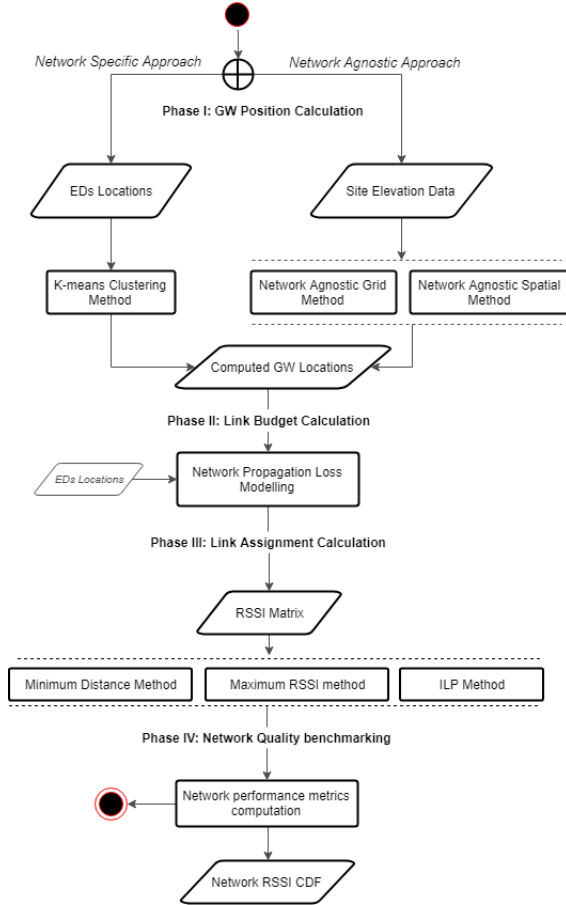 Network Specific Approach
Network Agnostic Approach
Phase I: GW Position Calculation
EDs Locations
Site Elevation Data
K-means Clustering
Method
Network Agnostic Grid
Method
Network Agnostic Spatial
Method
Computed GW Locations
Phase II: Link Budget Calculation
EDs Locations
Network Propagation Loss
Modelling
Phase III: Link Assignment Calculation
RSSI Matrix
Minimum Distance Method
Maximum RSSI method
ILP Method
Phase IV: Network Quality benchmarking
Network performance metrics
computation
Network RSSI CDF